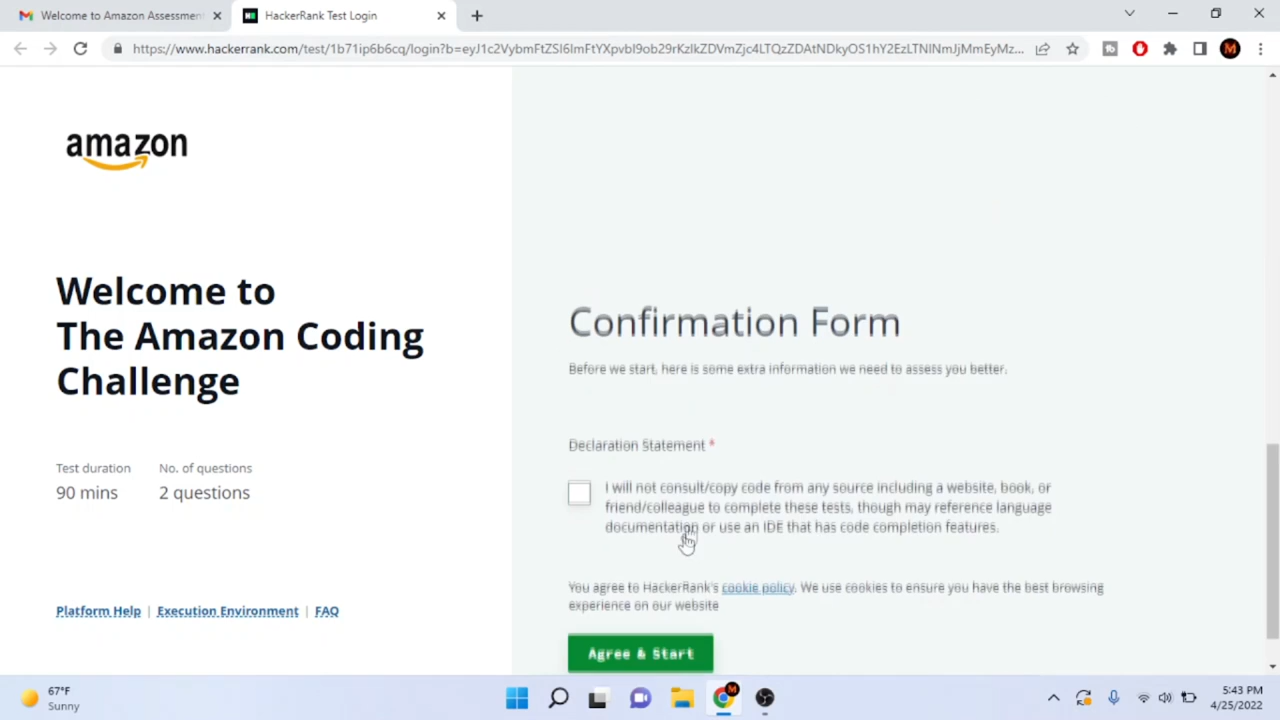 Welcome to Amazon Assessment
HackerRank Test Login
https://www.hackerrank.com/test/1b71ip6b6cq/login?b=eyJ1c2VybmFtZSI6ImFtYXpvbl9ob29rKzlkZDVmZjc4LTQzZDAtNDkyOS1hY2EzLTNlNmJjMmEyMz...
M
amazon
Welcome to
The Amazon Coding
Challenge
Test duration
No. of questions
90 mins
2 questions
Platform Help | Execution Environment | FAQ
Confirmation Form
Before we start, here is some extra information we need to assess you better.
Declaration Statement *
I will not consult/copy code from any source including a website, book, or
friend/colleague to complete these tests, though may reference language
documentation or use an IDE that has code completion features.
You agree to HackerRank's cookie policy. We use cookies to ensure you have the best browsing
experience on our website
Agree & Start
67°F
Sunny
M
5:43 PM
4/25/2022